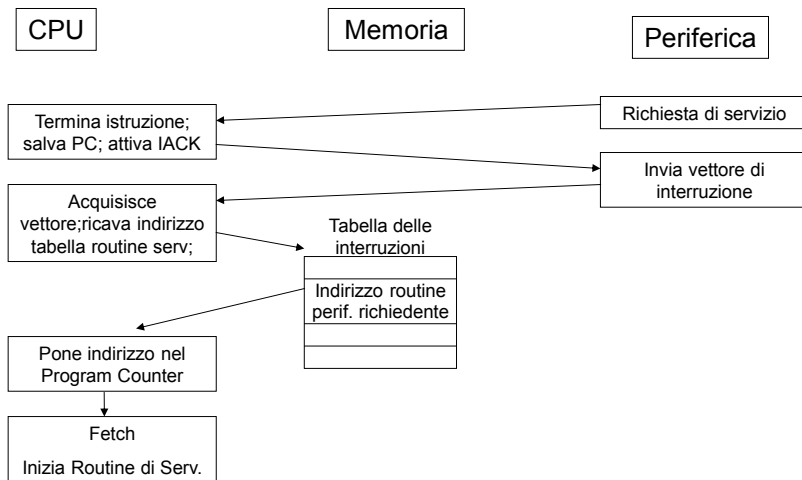 CPU
Memoria
Periferica
Richiesta di servizio
Termina istruzione;
salva PC; attiva IACK
Invia vettore di
interruzione
Acquisisce
vettore;ricava indirizzo
tabella routine serv;
Tabella delle
interruzioni
Indirizzo routine
perif. richiedente
Pone indirizzo nel
Program Counter
Fetch
Inizia Routine di Serv.